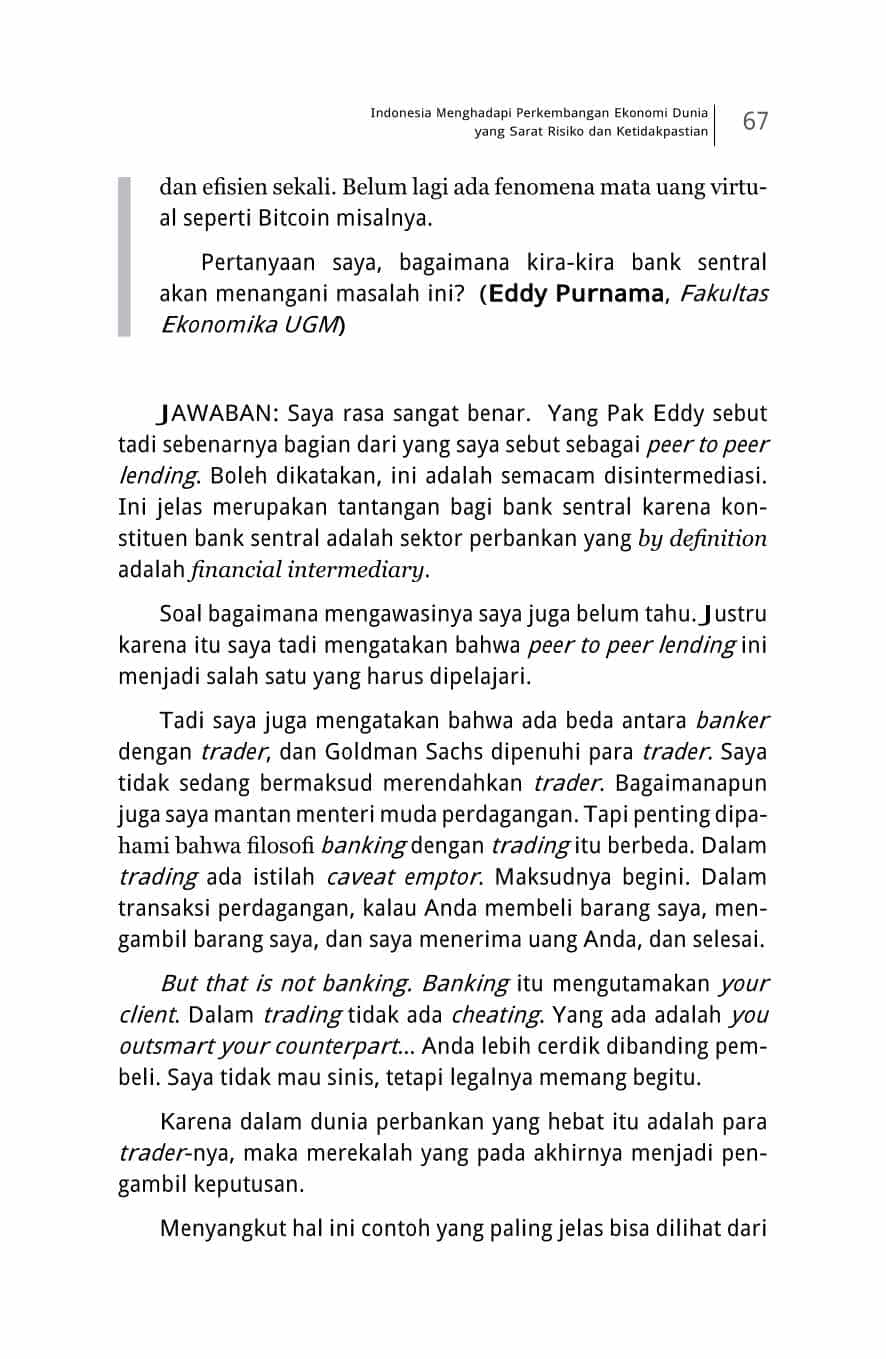 Indonesia Menghadapi Perkembangan Ekonomi Dunia
yang Sarat Risiko dan Ketidakpastian
67
dan efisien sekali. Belum lagi ada fenomena mata uang virtu-
al seperti Bitcoin misalnya.
Pertanyaan saya, bagaimana kira-kira bank sentral
akan menangani masalah ini? (Eddy Purnama, Fakultas
Ekonomika UGM)
JAWABAN: Saya rasa sangat benar. Yang Pak Eddy sebut
tadi sebenarnya bagian dari yang saya sebut sebagai peer to peer
lending. Boleh dikatakan, ini adalah semacam disintermediasi.
Ini jelas merupakan tantangan bagi bank sentral karena kon-
stituen bank sentral adalah sektor perbankan yang by definition
adalah financial intermediary.
Soal bagaimana mengawasinya saya juga belum tahu. Justru
karena itu saya tadi mengatakan bahwa peer to peer lending ini
menjadi salah satu yang harus dipelajari.
Tadi saya juga mengatakan bahwa ada beda antara banker
dengan trader, dan Goldman Sachs dipenuhi para trader. Saya
tidak sedang bermaksud merendahkan trader. Bagaimanapun
juga saya mantan menteri muda perdagangan. Tapi penting dipa-
hami bahwa filosofi banking dengan trading itu berbeda. Dalam
trading ada istilah caveat emptor. Maksudnya begini. Dalam
transaksi perdagangan, kalau Anda membeli barang saya, men-
gambil barang saya, dan saya menerima uang Anda, dan selesai.
But that is not banking. Banking itu mengutamakan your
client. Dalam trading tidak ada cheating. Yang ada adalah you
outsmart your counterpart... Anda lebih cerdik dibanding pem-
beli. Saya tidak mau sinis, tetapi legalnya memang begitu.
Karena dalam dunia perbankan yang hebat itu adalah para
trader-nya, maka merekalah yang pada akhirnya menjadi pen-
gambil keputusan.
Menyangkut hal ini contoh yang paling jelas bisa dilihat dari